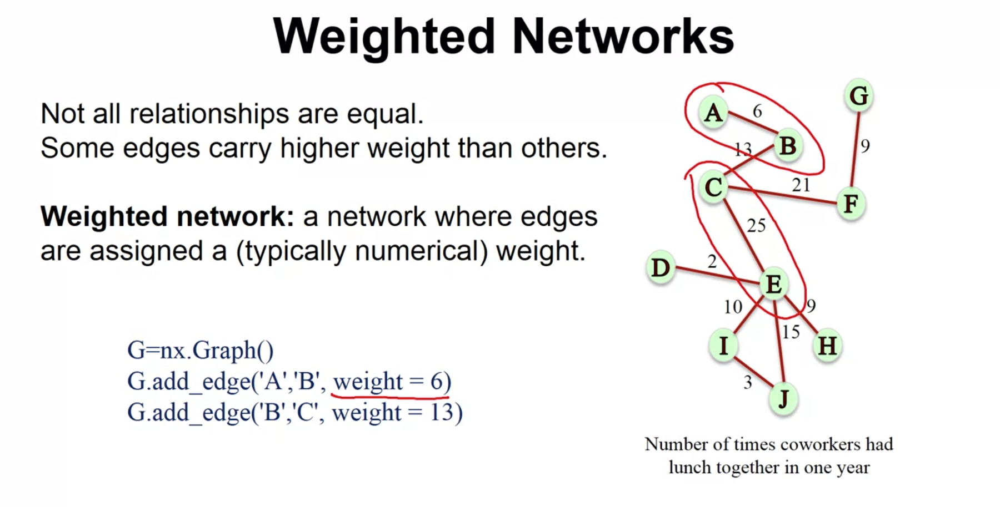 Weighted Networks
Not all relationships are equal.
Some edges carry higher weight than others.
Weighted network: a network where edges
are assigned a (typically numerical) weight.
G=nx.Graph()
G.add_edge('A','B', weight = 6)
G.add_edge('B','C', weight = 13)
G
A
6
B
13
9
C
21
F
25
D
2
E
10
9
15
I
H
3
J
Number of times coworkers had
lunch together in one year